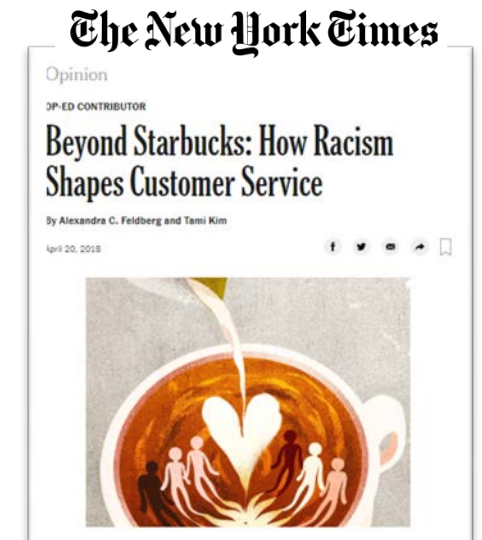 The New York Times
Opinion
OP-ED CONTRIBUTOR
Beyond Starbucks: How Racism
Shapes Customer Service
By Alexandra C. Feldberg and Tami Kim
April 20, 2018